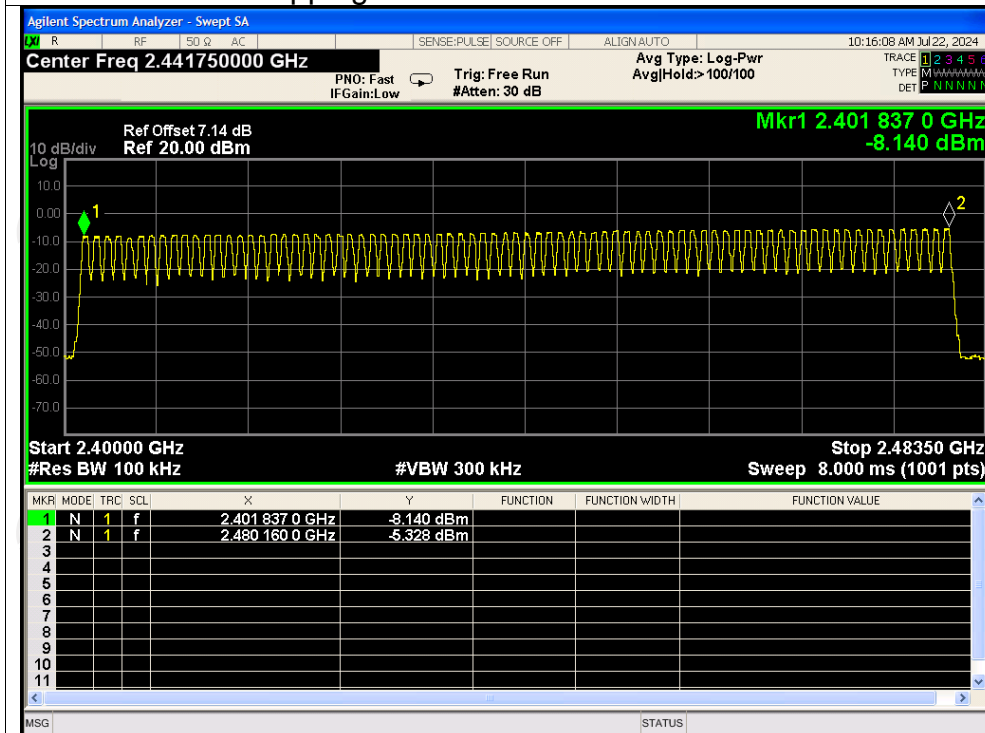 pping
Agilent Spectrum Analyzer - Swept SA
LXI R RF 50 Ω AC SENSE:PULSE SOURCE OFF ALIGN AUTO 10:16:08 AM Jul 22, 2024
Center Freq 2.441750000 GHz
PNO: Fast
IFGain:Low
Trig: Free Run
#Atten: 30 dB
Avg Type: Log-Pwr
Avg|Hold:> 100/100
TRACE 1 2 3 4 5 6
TYPE M
DET P N N N N N
Mkr1 2.401 837 0 GHz
-8.140 dBm
Ref Offset 7.14 dB
10 dB/div Ref 20.00 dBm
Log
10.0
0.00
-10.0
-20.0
-30.0
-40.0
-50.0
-60.0
-70.0
1
2
Start 2.40000 GHz Stop 2.48350 GHz
#Res BW 100 kHz #VBW 300 kHz Sweep 8.000 ms (1001 pts)
MKR MODE TRC SCL X Y FUNCTION FUNCTION WIDTH FUNCTION VALUE
1 N 1 f 2.401 837 0 GHz -8.140 dBm
2 N 1 f 2.480 160 0 GHz -5.328 dBm
3
4
5
6
7
8
9
10
11
MSG STATUS